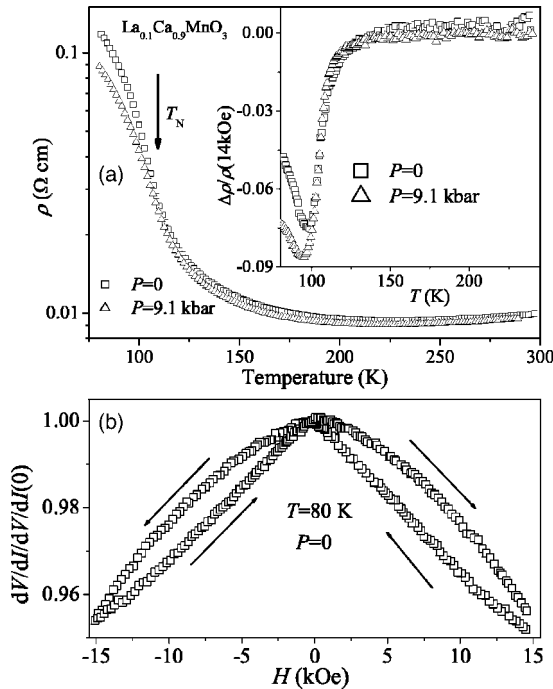 (a)
La0.1Ca0.9MnO3
TN
ρ (Ω cm)
0.1
0.01
□ P=0
△ P=9.1 kbar
100 150 200 250 300
Temperature (K)
Δρ/ρ(14kOe)
0.00
-0.03
-0.06
-0.09
□ P=0
△ P=9.1 kbar
100 150 200
T (K)
(b)
dV/dI/dV/dI(0)
1.00
0.98
0.96
T=80 K
P=0
-15 -10 -5 0 5 10 15
H (kOe)